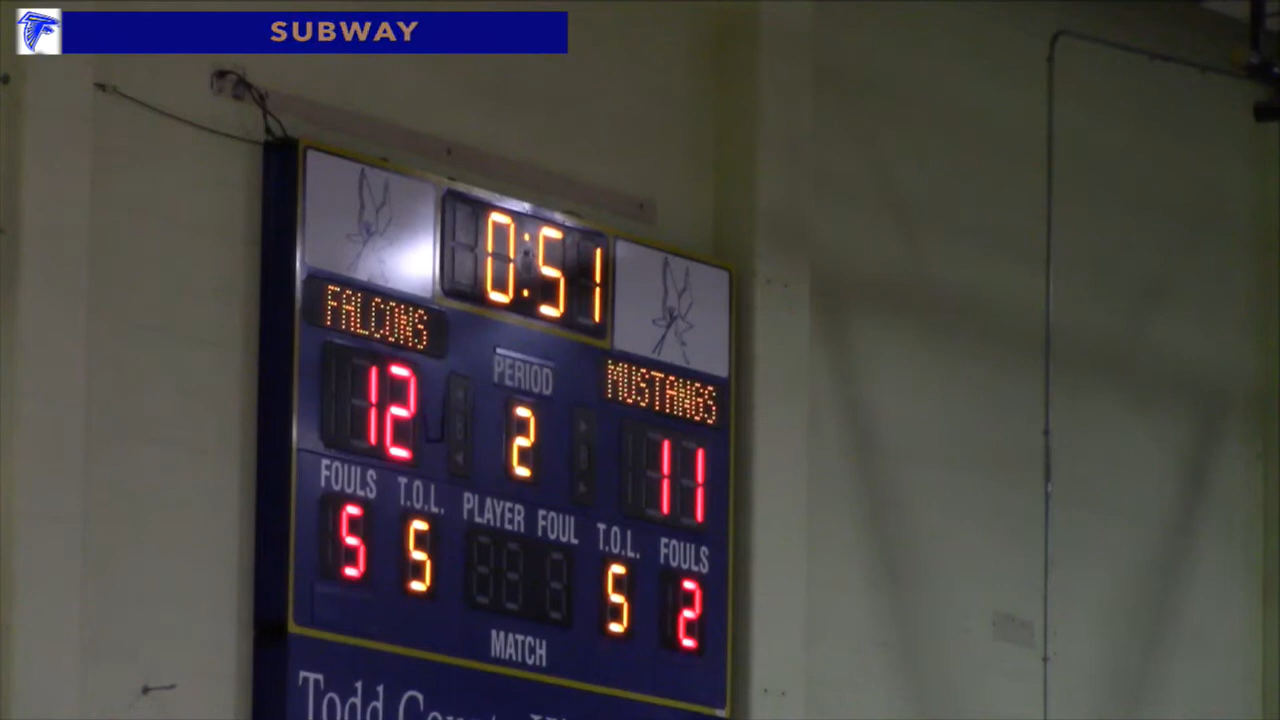 SUBWAY
0:51
FALCONS
PERIOD
MUSTANGS
12
2
11
FOULS
T.O.L.
PLAYER FOUL
T.O.L.
FOULS
5
5
5
2
MATCH
Todd